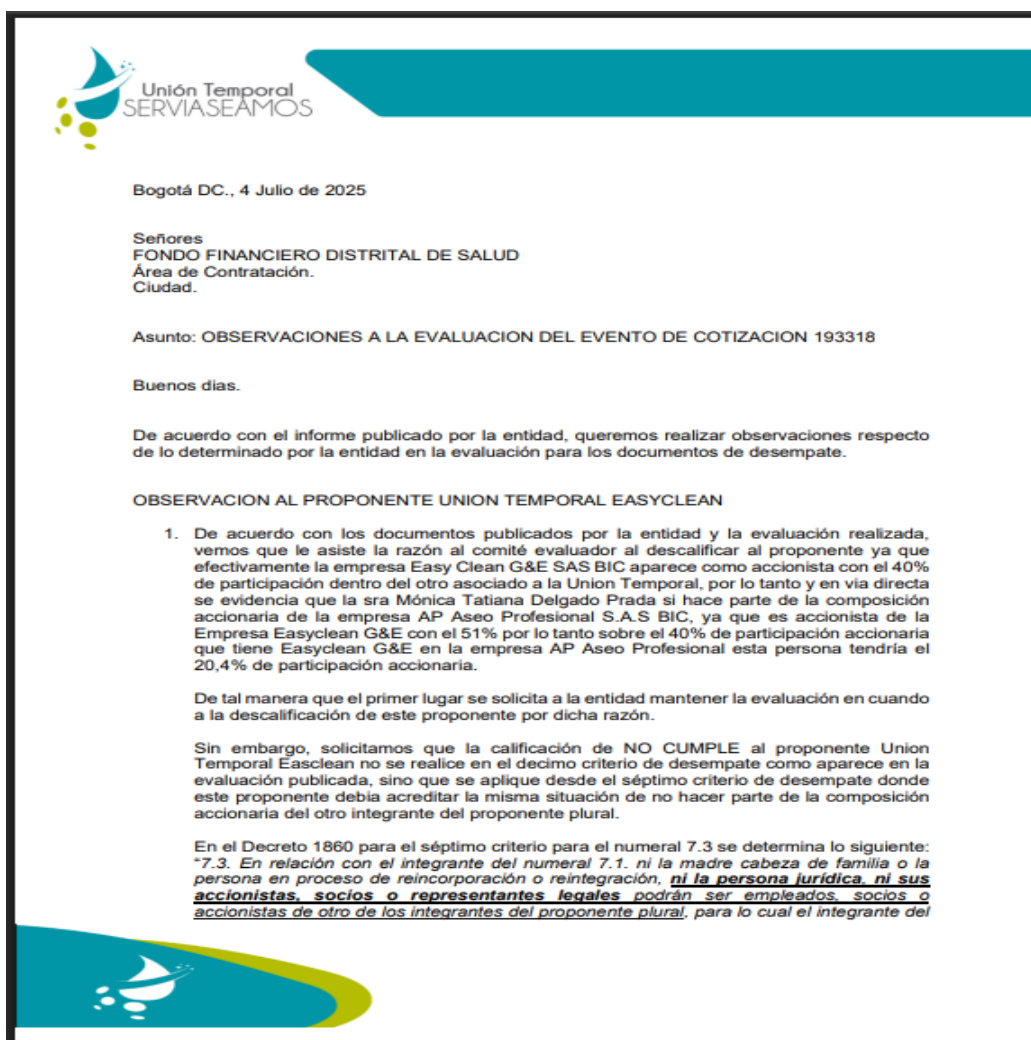 Unión Temporal
SERVIASEAMOS
Bogotá DC., 4 Julio de 2025
Señores
FONDO FINANCIERO DISTRITAL DE SALUD
Área de Contratación.
Ciudad.
Asunto: OBSERVACIONES A LA EVALUACION DEL EVENTO DE COTIZACION 193318
Buenos dias.
De acuerdo con el informe publicado por la entidad, queremos realizar observaciones respecto
de lo determinado por la entidad en la evaluación para los documentos de desempate.
OBSERVACION AL PROPONENTE UNION TEMPORAL EASYCLEAN
1. De acuerdo con los documentos publicados por la entidad y la evaluación realizada,
vemos que le asiste la razón al comité evaluador al descalificar al proponente ya que
efectivamente la empresa Easy Clean G&E SAS BIC aparece como accionista con el 40%
de participación dentro del otro asociado a la Union Temporal, por lo tanto y en via directa
se evidencia que la sra Mónica Tatiana Delgado Prada si hace parte de la composición
accionaria de la empresa AP Aseo Profesional S.A.S BIC, ya que es accionista de la
Empresa Easyclean G&E con el 51% por lo tanto sobre el 40% de participación accionaria
que tiene Easyclean G&E en la empresa AP Aseo Profesional esta persona tendría el
20,4% de participación accionaria.
De tal manera que el primer lugar se solicita a la entidad mantener la evaluación en cuando
a la descalificación de este proponente por dicha razón.
Sin embargo, solicitamos que la calificación de NO CUMPLE al proponente Union
Temporal Easclean no se realice en el decimo criterio de desempate como aparece en la
evaluación publicada, sino que se aplique desde el séptimo criterio de desempate donde
este proponente debia acreditar la misma situación de no hacer parte de la composición
accionaria del otro integrante del proponente plural.
En el Decreto 1860 para el séptimo criterio para el numeral 7.3 se determina lo siguiente:
"7.3. En relación con el integrante del numeral 7.1. ni la madre cabeza de familia o la
persona en proceso de reincorporación o reintegración, ni la persona jurídica, ni sus
accionistas, socios o representantes legales podrán ser empleados, socios o
accionistas de otro de los integrantes del proponente plural, para lo cual el integrante del